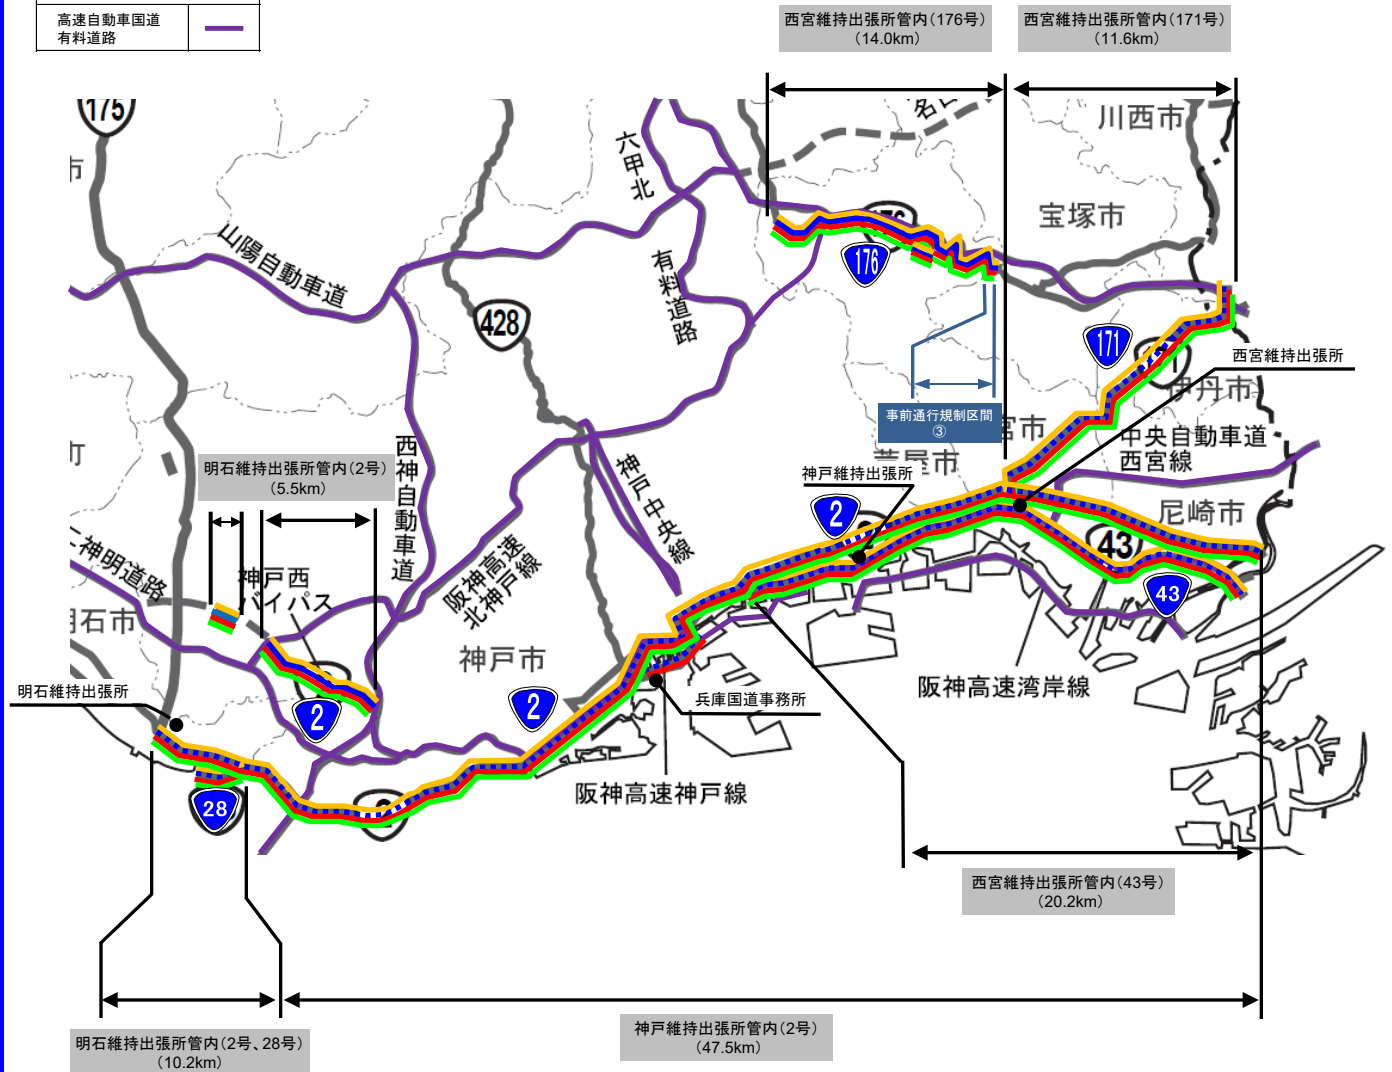 高速自動車国道
有料道路
西宮維持出張所管内(176号)
(14.0km)
西宮維持出張所管内(171号)
(11.6km)
175
川西市
六甲北
有料道路
宝塚市
山陽自動車道
176
428
171
西宮維持出張所
伊丹市
事前通行規制区間
③
宮市
中央自動車道
西宮線
芦屋市
西神自動車道
明石維持出張所管内(2号)
(5.5km)
神戸維持出張所
神戸中央線
2
尼崎市
43
二神明道路
神戸西
バイパス
阪神高速
北神戸線
43
石市
神戸市
明石維持出張所
2
2
兵庫国道事務所
阪神高速湾岸線
28
阪神高速神戸線
西宮維持出張所管内(43号)
(20.2km)
明石維持出張所管内(2号、28号)
(10.2km)
神戸維持出張所管内(2号)
(47.5km)